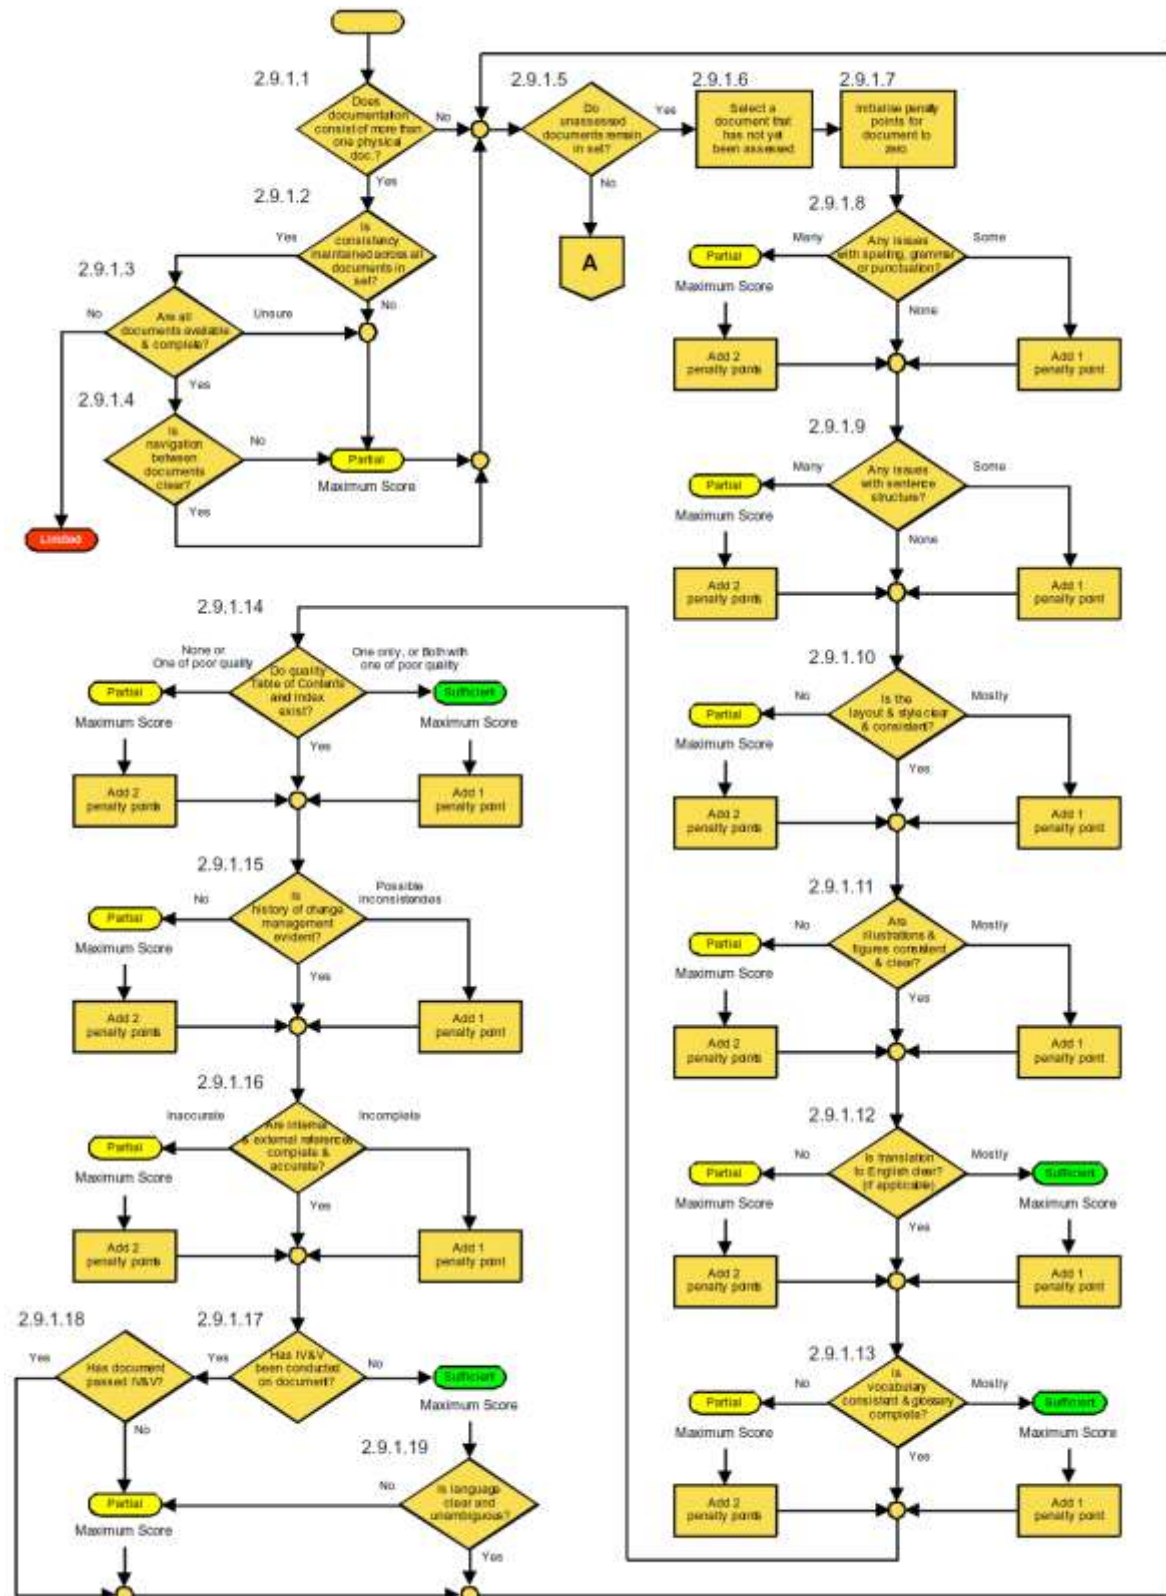 2.9.1.1
Does
documentation
consist of more than
one physical
doc.?
No
Yes
2.9.1.2
Is
consistency
maintained across all
documents in
set?
Yes
No
2.9.1.3
Are all
documents available
& complete?
No
Unsure
Yes
2.9.1.4
Is
navigation
between
documents
clear?
No
Yes
Partial
Maximum Score
Limited
2.9.1.5
Do
unassessed
documents remain
in set?
Yes
No
A
2.9.1.6
Select a
document that
has not yet
been assessed
2.9.1.7
Initialise penalty
points for
document to
zero
2.9.1.8
Any issues
with spelling, grammar
or punctuation?
Many
Some
None
Partial
Maximum Score
Add 2
penalty points
Add 1
penalty point
2.9.1.9
Any issues
with sentence
structure?
Many
Some
None
Partial
Maximum Score
Add 2
penalty points
Add 1
penalty point
2.9.1.10
Is the
layout & style clear
& consistent?
No
Mostly
Yes
Partial
Maximum Score
Add 2
penalty points
Add 1
penalty point
2.9.1.11
Are
illustrations &
figures consistent
& clear?
No
Mostly
Yes
Partial
Maximum Score
Add 2
penalty points
Add 1
penalty point
2.9.1.12
Is translation
to English clear?
(if applicable)
No
Mostly
Yes
Partial
Maximum Score
Sufficient
Maximum Score
Add 2
penalty points
Add 1
penalty point
2.9.1.13
Is
vocabulary
consistent & glossary
complete?
No
Mostly
Yes
Partial
Maximum Score
Sufficient
Maximum Score
Add 2
penalty points
Add 1
penalty point
2.9.1.14
Do quality
Table of Contents
and Index
exist?
None or
One of poor quality
One only, or Both with
one of poor quality
Yes
Partial
Maximum Score
Sufficient
Maximum Score
Add 2
penalty points
Add 1
penalty point
2.9.1.15
Is
history of change
management
evident?
No
Possible
inconsistencies
Yes
Partial
Maximum Score
Add 2
penalty points
Add 1
penalty point
2.9.1.16
Are internal
& external references
complete &
accurate?
Inaccurate
Incomplete
Yes
Partial
Maximum Score
Add 2
penalty points
Add 1
penalty point
2.9.1.17
Has IV&V
been conducted
on document?
Yes
No
Sufficient
Maximum Score
2.9.1.18
Has document
passed IV&V?
Yes
No
2.9.1.19
Is language
clear and
unambiguous?
No
Yes
Partial
Maximum Score